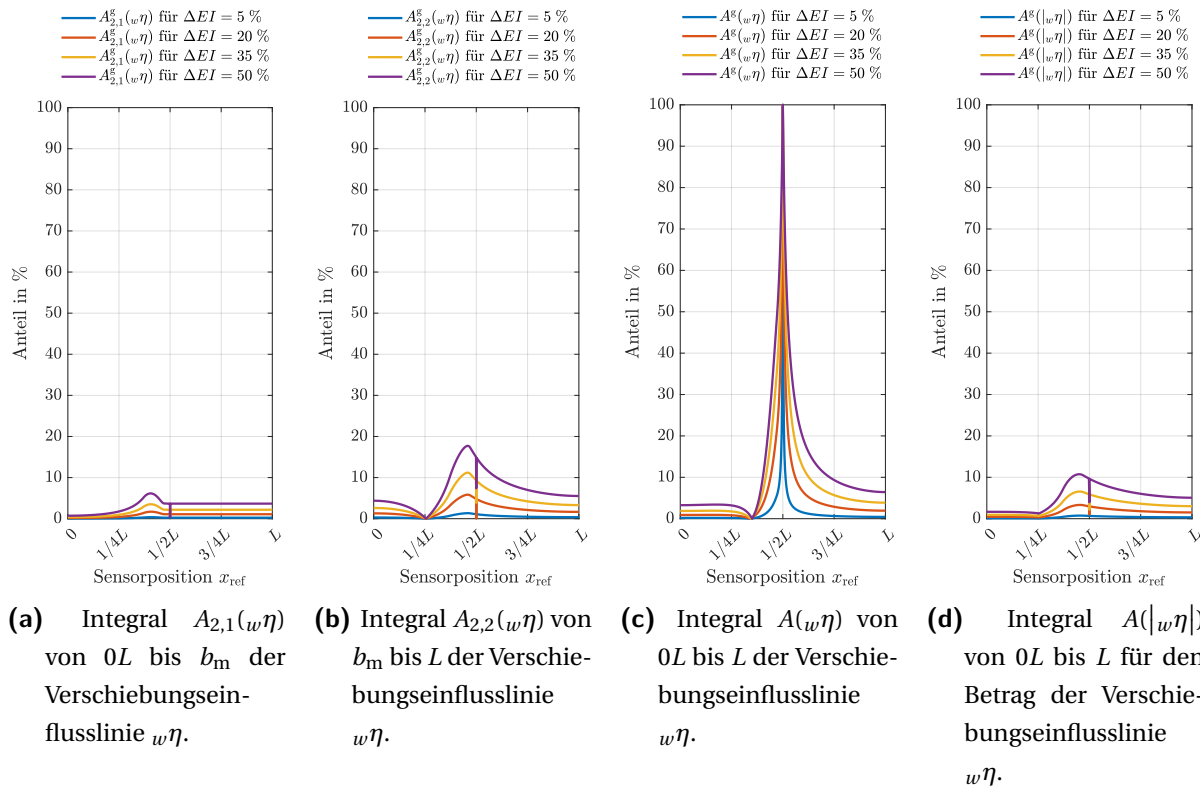 A^g_{2,1}(_wη) für ΔEI = 5 %
A^g_{2,1}(_wη) für ΔEI = 20 %
A^g_{2,1}(_wη) für ΔEI = 35 %
A^g_{2,1}(_wη) für ΔEI = 50 %
100
90
80
70
60
50
40
30
20
10
0
Anteil in %
0 1/4L 1/2L 3/4L L
Sensorposition x_ref
(a) Integral A_{2,1}(_wη)
von 0L bis b_m der
Verschiebungsein-
flusslinie _wη.
A^g_{2,2}(_wη) für ΔEI = 5 %
A^g_{2,2}(_wη) für ΔEI = 20 %
A^g_{2,2}(_wη) für ΔEI = 35 %
A^g_{2,2}(_wη) für ΔEI = 50 %
100
90
80
70
60
50
40
30
20
10
0
Anteil in %
0 1/4L 1/2L 3/4L L
Sensorposition x_ref
(b) Integral A_{2,2}(_wη) von
b_m bis L der Verschie-
bungseinflusslinie
_wη.
A^g(_wη) für ΔEI = 5 %
A^g(_wη) für ΔEI = 20 %
A^g(_wη) für ΔEI = 35 %
A^g(_wη) für ΔEI = 50 %
100
90
80
70
60
50
40
30
20
10
0
Anteil in %
0 1/4L 1/2L 3/4L L
Sensorposition x_ref
(c) Integral A(_wη) von
0L bis L der Verschie-
bungseinflusslinie
_wη.
A^g(|_wη|) für ΔEI = 5 %
A^g(|_wη|) für ΔEI = 20 %
A^g(|_wη|) für ΔEI = 35 %
A^g(|_wη|) für ΔEI = 50 %
100
90
80
70
60
50
40
30
20
10
0
Anteil in %
0 1/4L 1/2L 3/4L L
Sensorposition x_ref
(d) Integral A(|_wη|)
von 0L bis L für den
Betrag der Verschie-
bungseinflusslinie
_wη.